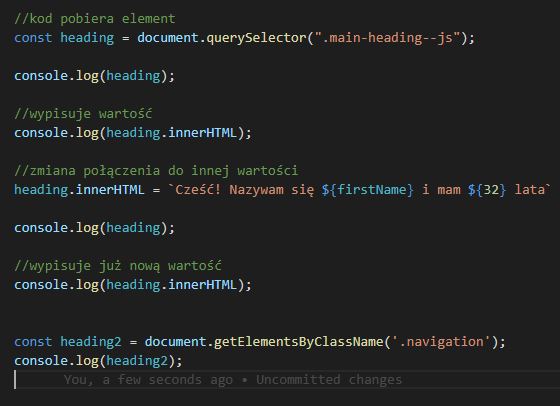 //kod pobiera element
const heading = document.querySelector(".main-heading--js");
console.log(heading);
//wypisuje wartość
console.log(heading.innerHTML);
//zmiana połączenia do innej wartości
heading.innerHTML = `Cześć! Nazywam się ${firstName} i mam ${32} lata`
console.log(heading);
//wypisuje już nową wartość
console.log(heading.innerHTML);
const heading2 = document.getElementsByClassName('.navigation');
console.log(heading2);
You, a few seconds ago • Uncommitted changes